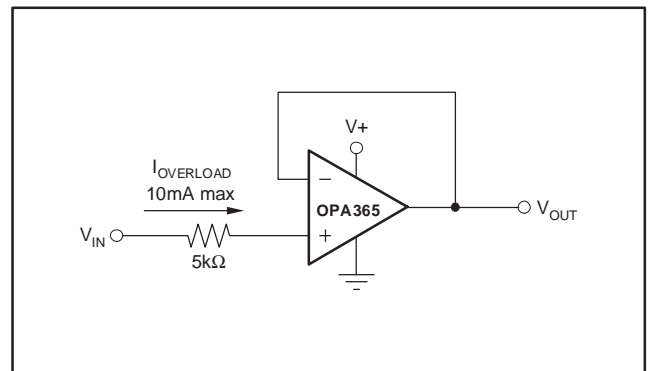 V+
I_OVERLOAD
10mA max
−
OPA365
V_OUT
V_IN
+
5kΩ